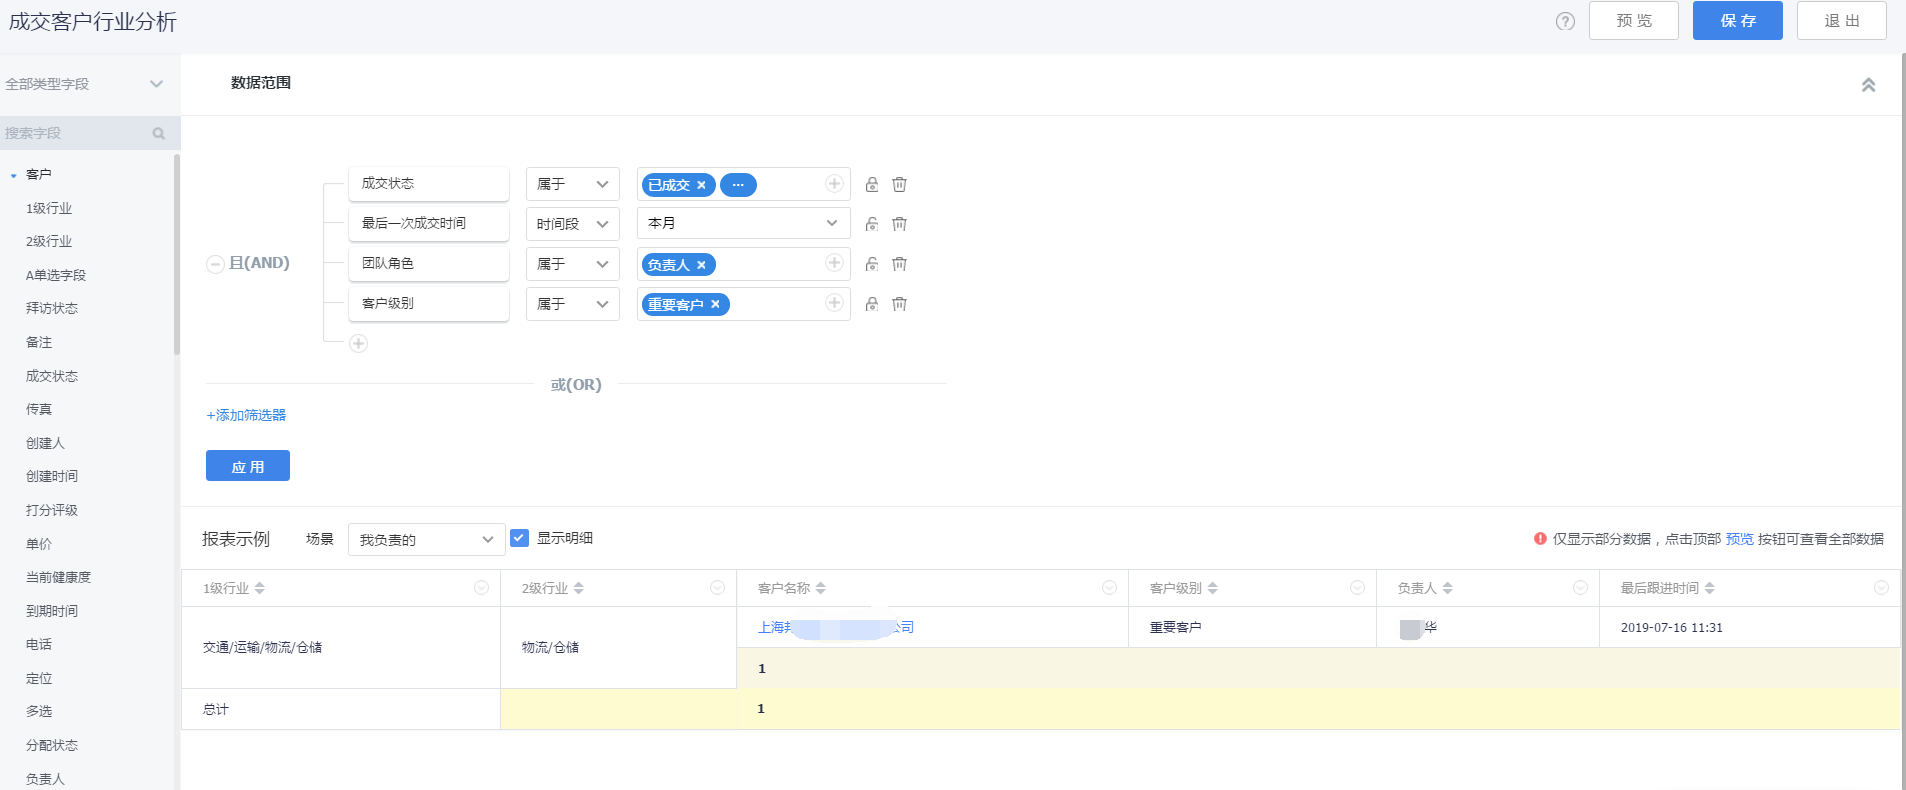 成交客户行业分析
?
预 览
保 存
退 出
全部类型字段
搜索字段
客户
1级行业
2级行业
A单选字段
拜访状态
备注
成交状态
传真
创建人
创建时间
打分评级
单价
当前健康度
到期时间
电话
定位
多选
分配状态
负责人
数据范围
且(AND)
成交状态 属于 已成交 × ···
最后一次成交时间 时间段 本月
团队角色 属于 负责人 ×
客户级别 属于 重要客户 ×
或(OR)
+添加筛选器
应 用
报表示例 场景 我负责的 显示明细
仅显示部分数据，点击顶部 预览 按钮可查看全部数据
1级行业 2级行业 客户名称 客户级别 负责人 最后跟进时间
交通/运输/物流/仓储 物流/仓储 上海 公司 重要客户 华 2019-07-16 11:31
1
总计 1